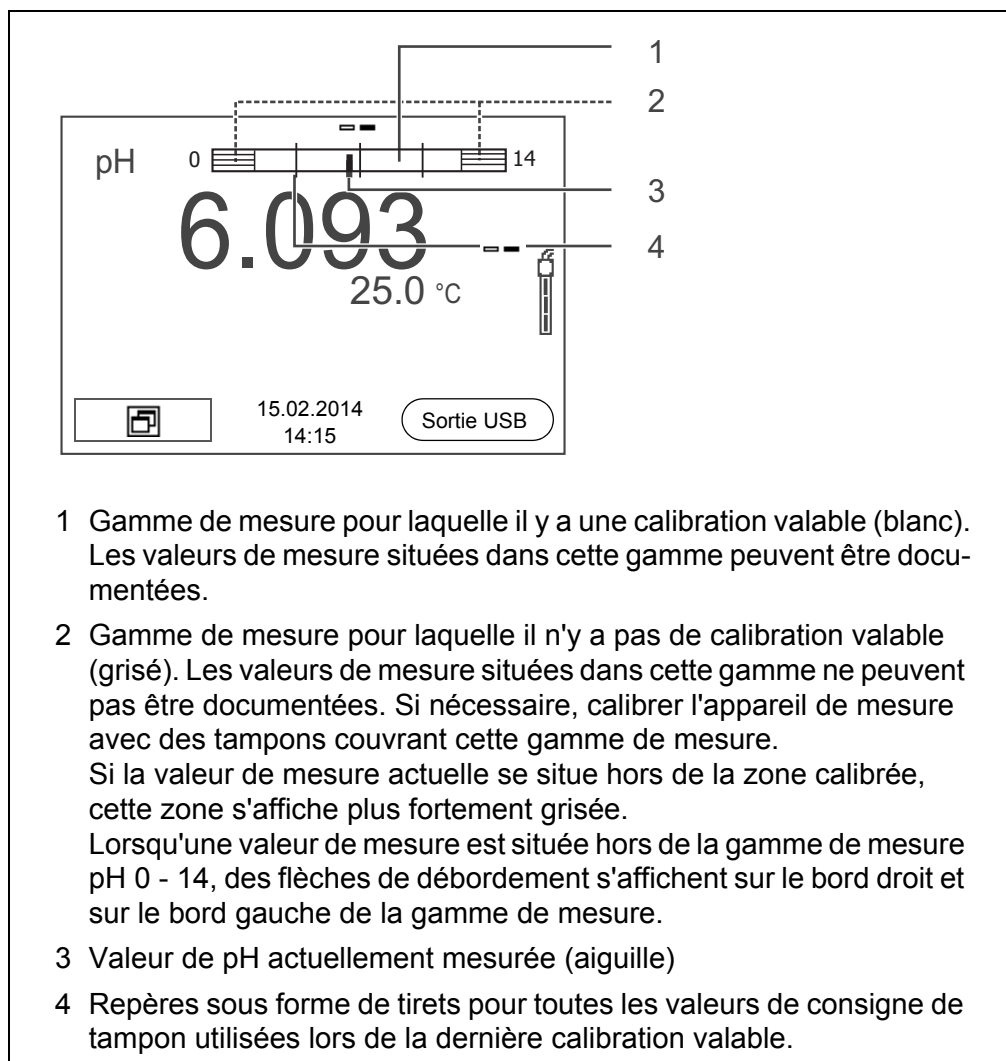 1
2
pH 0 14
3
6.093
4
25.0 °C
15.02.2014
14:15
Sortie USB
1 Gamme de mesure pour laquelle il y a une calibration valable (blanc).
Les valeurs de mesure situées dans cette gamme peuvent être docu-
mentées.
2 Gamme de mesure pour laquelle il n'y a pas de calibration valable
(grisé). Les valeurs de mesure situées dans cette gamme ne peuvent
pas être documentées. Si nécessaire, calibrer l'appareil de mesure
avec des tampons couvrant cette gamme de mesure.
Si la valeur de mesure actuelle se situe hors de la zone calibrée,
cette zone s'affiche plus fortement grisée.
Lorsqu'une valeur de mesure est située hors de la gamme de mesure
pH 0 - 14, des flèches de débordement s'affichent sur le bord droit et
sur le bord gauche de la gamme de mesure.
3 Valeur de pH actuellement mesurée (aiguille)
4 Repères sous forme de tirets pour toutes les valeurs de consigne de
tampon utilisées lors de la dernière calibration valable.